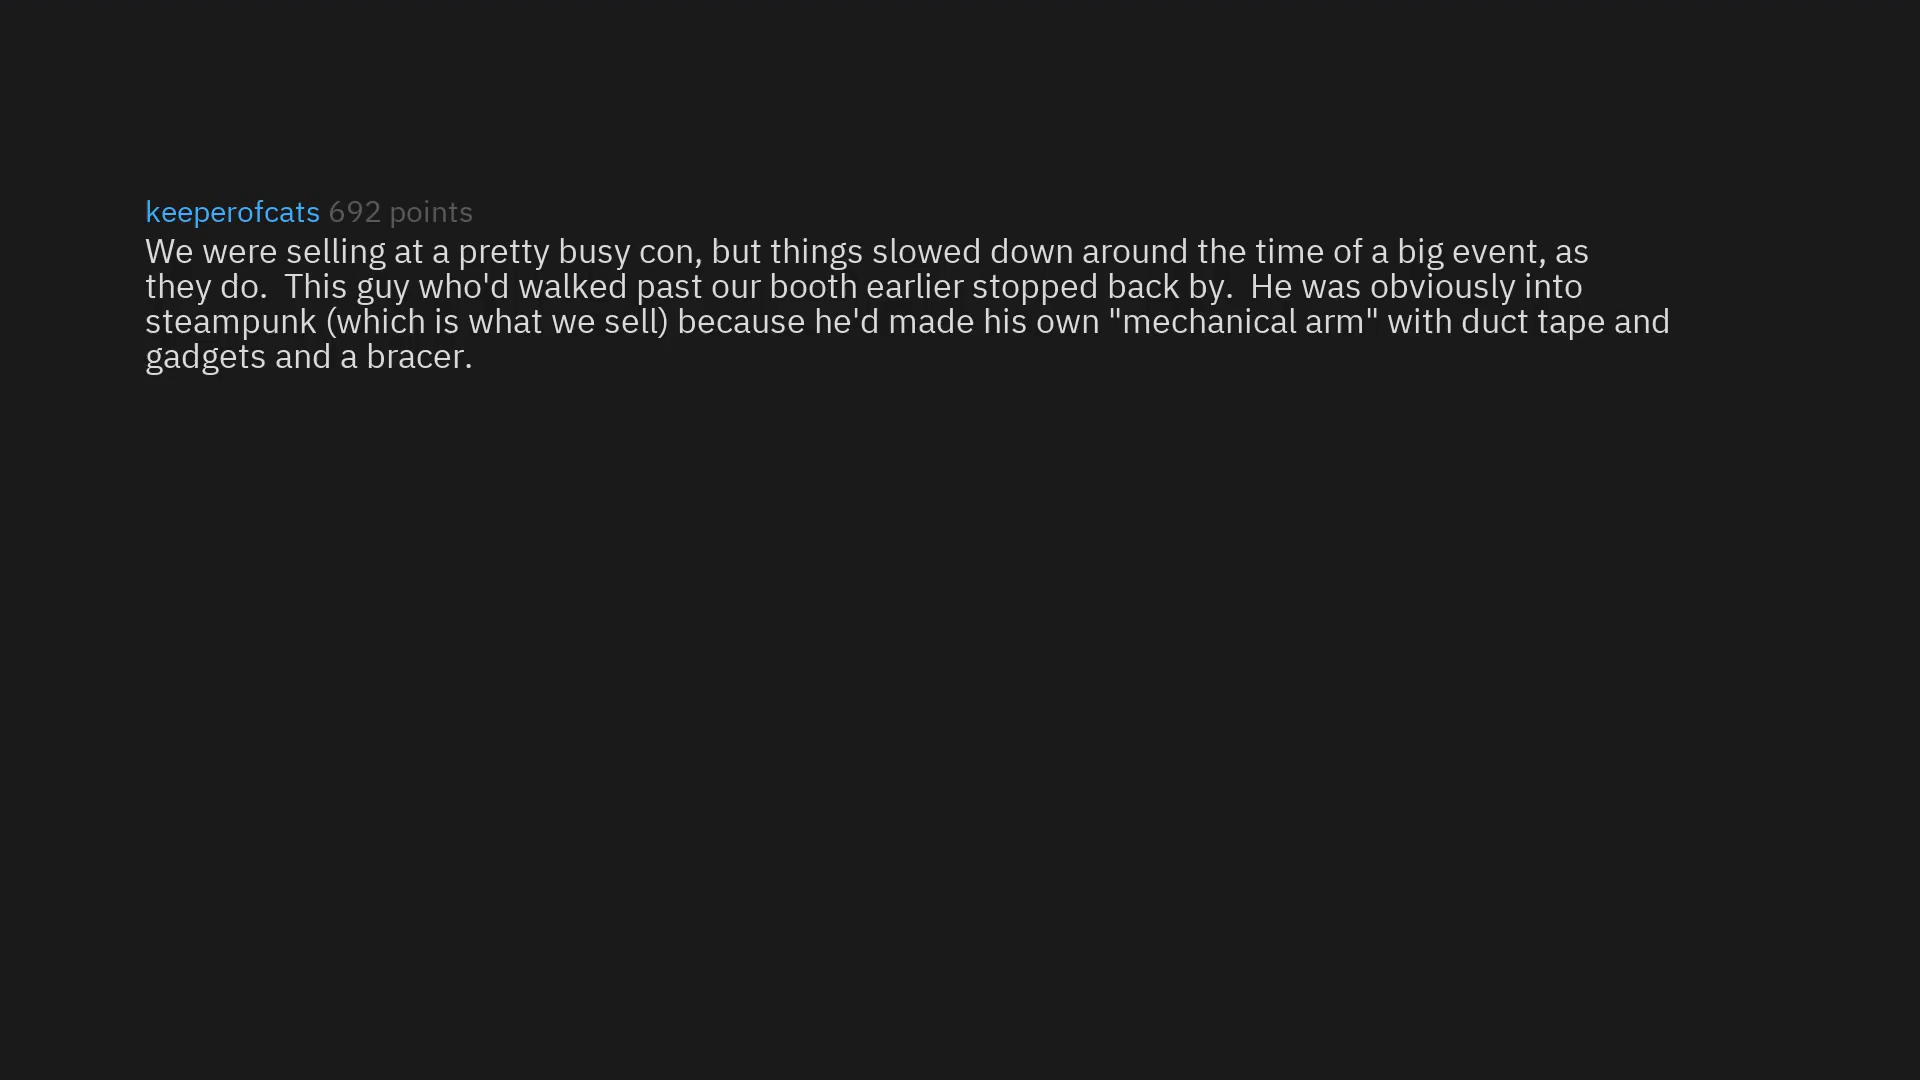 keeperofcats 692 points
We were selling at a pretty busy con, but things slowed down around the time of a big event, as
they do.  This guy who'd walked past our booth earlier stopped back by.  He was obviously into
steampunk (which is what we sell) because he'd made his own "mechanical arm" with duct tape and
gadgets and a bracer.